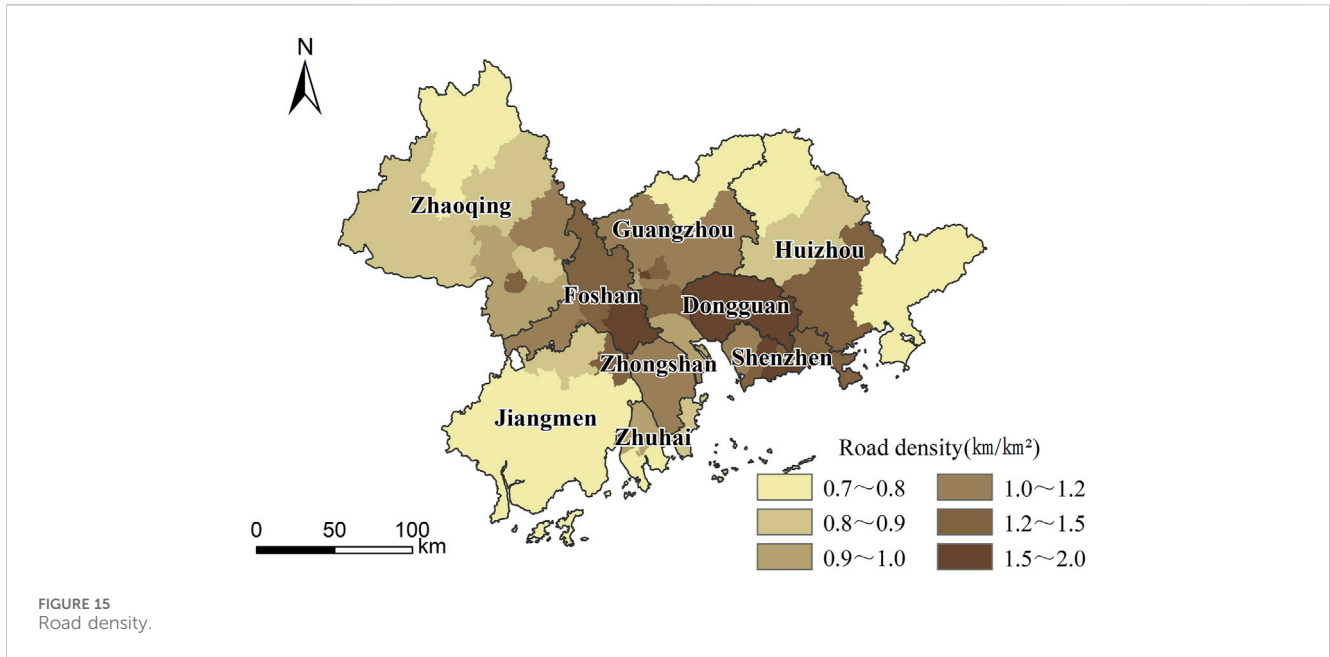 N
Zhaoqing
Guangzhou
Huizhou
Foshan
Dongguan
Shenzhen
Zhongshan
Jiangmen
Zhuhai
Road density(km/km²)
0.7～0.8
1.0～1.2
0.8～0.9
1.2～1.5
0.9～1.0
1.5～2.0
0 50 100
km
FIGURE 15
Road density.